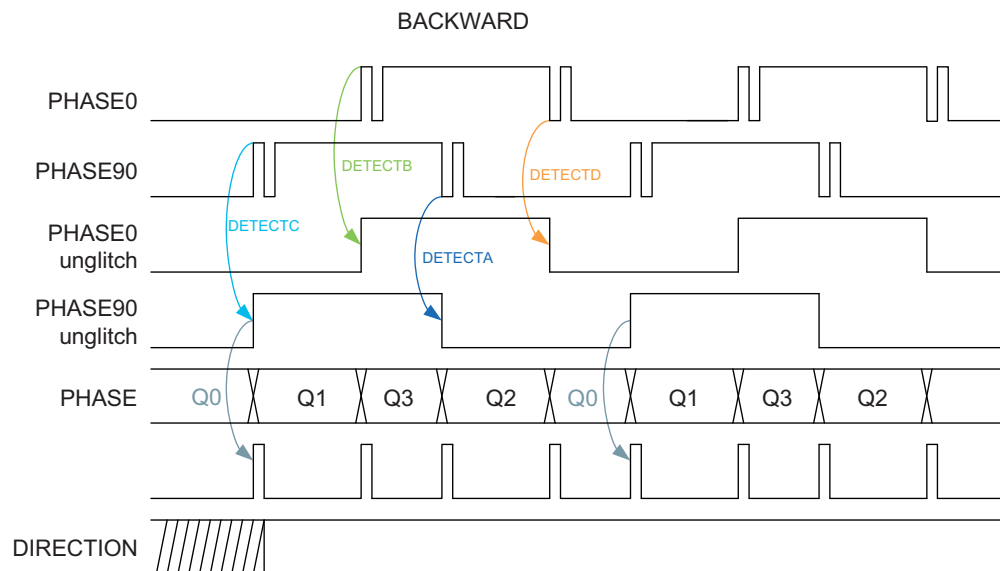 BACKWARD
PHASE0
PHASE90
DETECTB
DETECTD
DETECTC
PHASE0
unglitch
DETECTA
PHASE90
unglitch
PHASE
Q0 Q1 Q3 Q2 Q0 Q1 Q3 Q2
DIRECTION